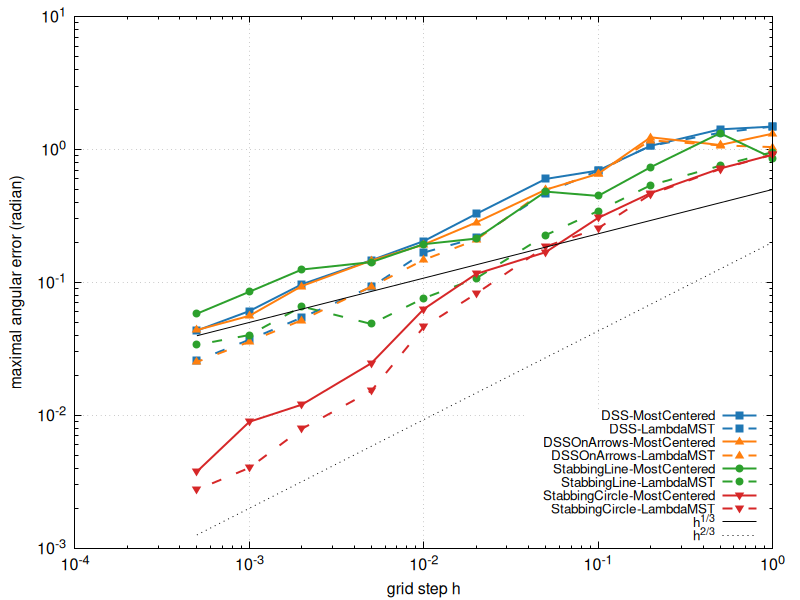 10^1
10^0
10^-1
10^-2
10^-3
maximal angular error (radian)
DSS-MostCentered
DSS-LambdaMST
DSSOnArrows-MostCentered
DSSOnArrows-LambdaMST
StabbingLine-MostCentered
StabbingLine-LambdaMST
StabbingCircle-MostCentered
StabbingCircle-LambdaMST
h^1/3
h^2/3
10^-4 10^-3 10^-2 10^-1 10^0
grid step h